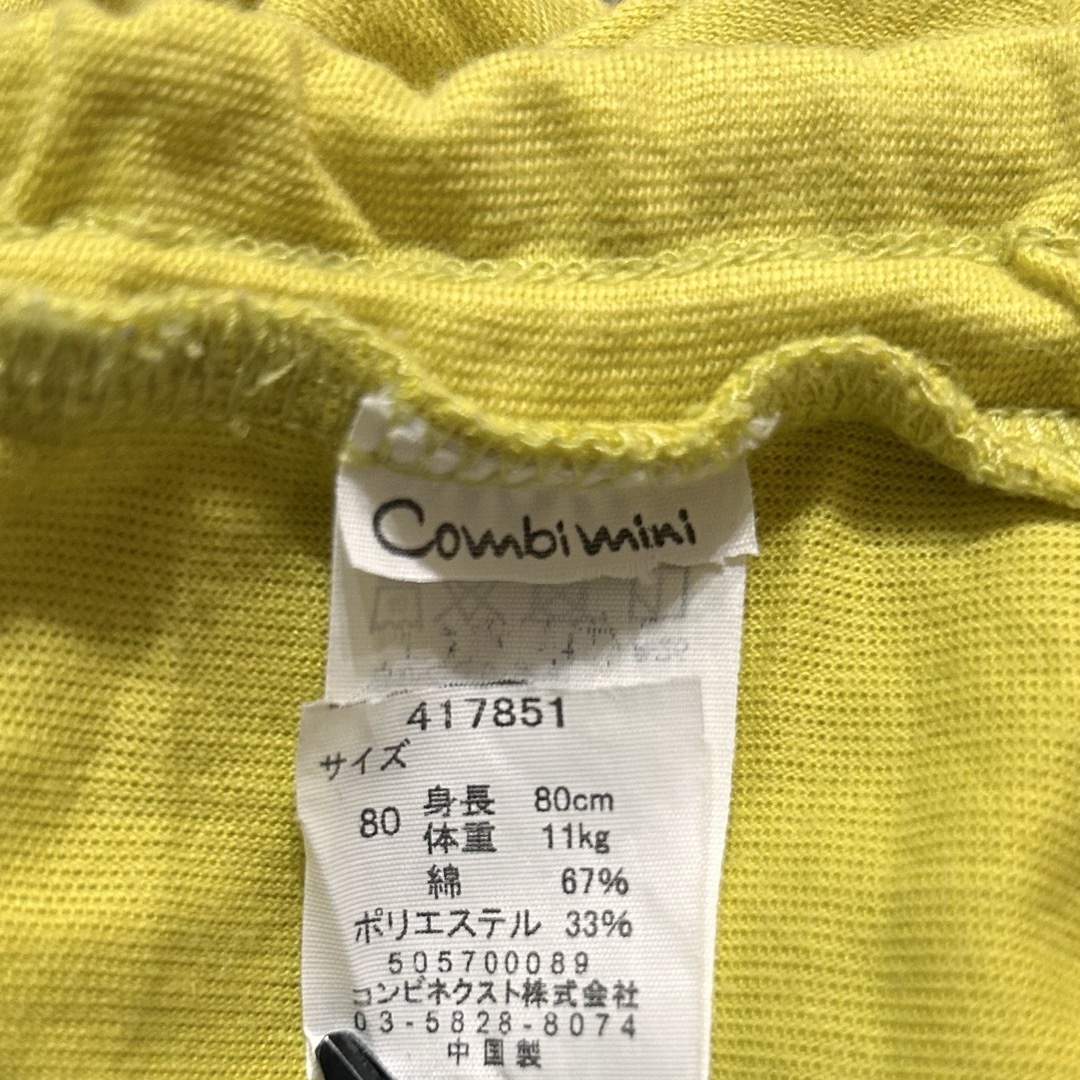 Combi mini
417851
サイズ
80 身長 80cm
体重 11kg
綿 67%
ポリエステル 33%
505700089
コンビネクスト株式会社
03-5828-8074
中国製